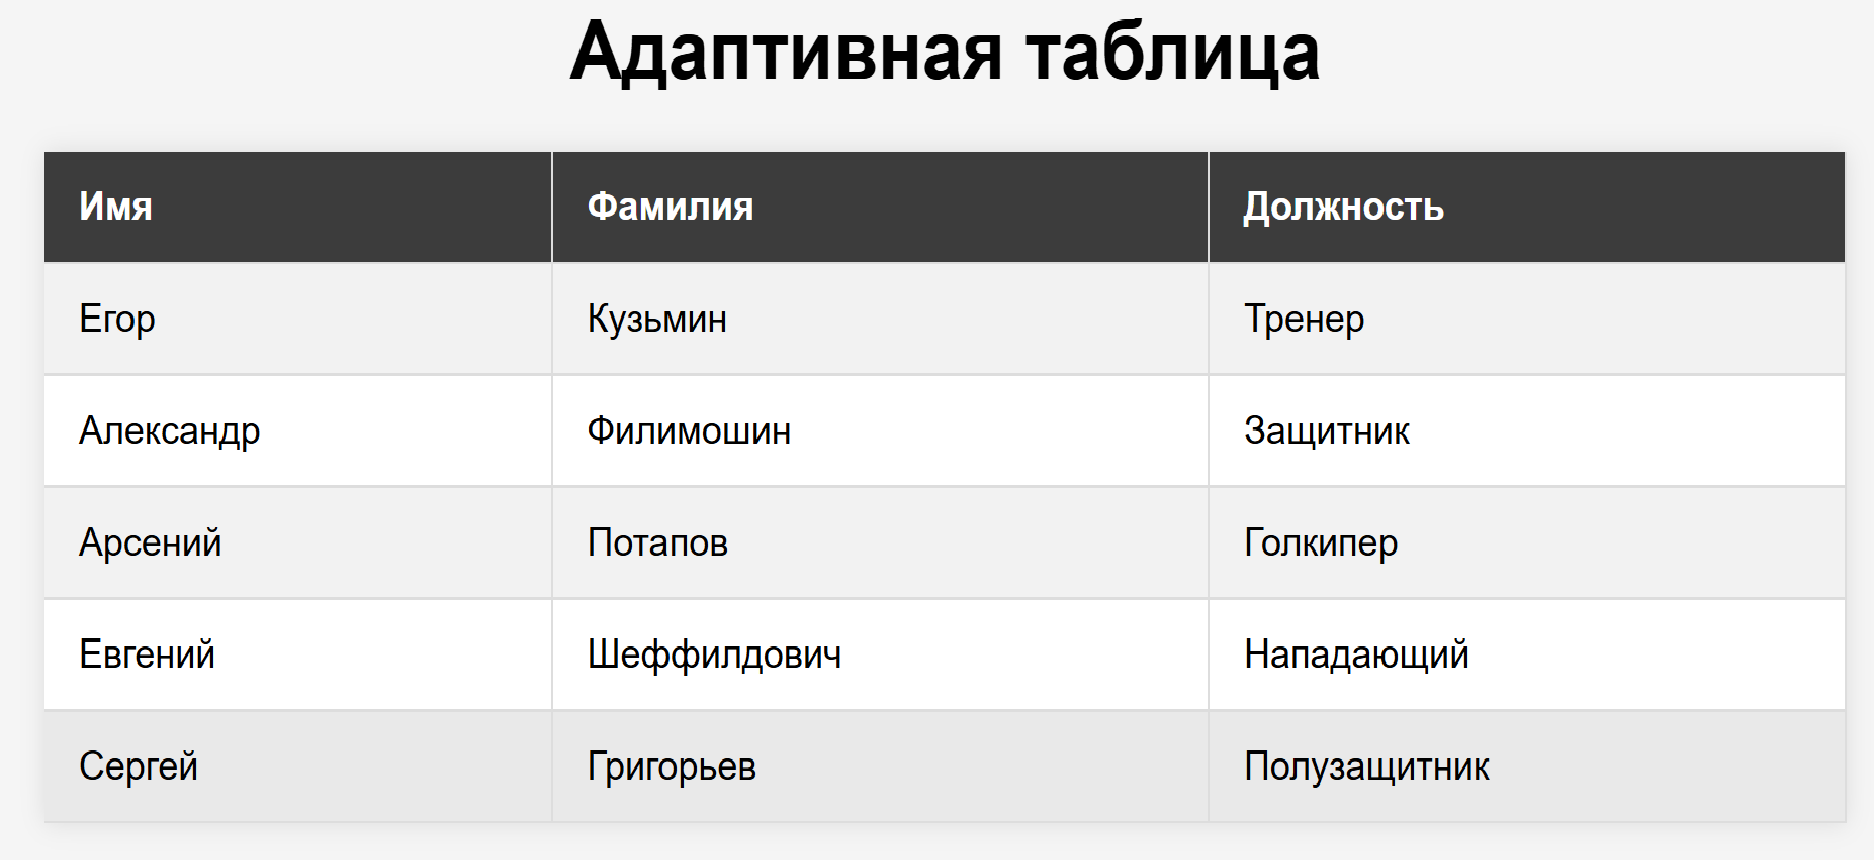 Адаптивная таблица
Имя Фамилия Должность
Егор Кузьмин Тренер
Александр Филимошин Защитник
Арсений Потапов Голкипер
Евгений Шеффилдович Нападающий
Сергей Григорьев Полузащитник